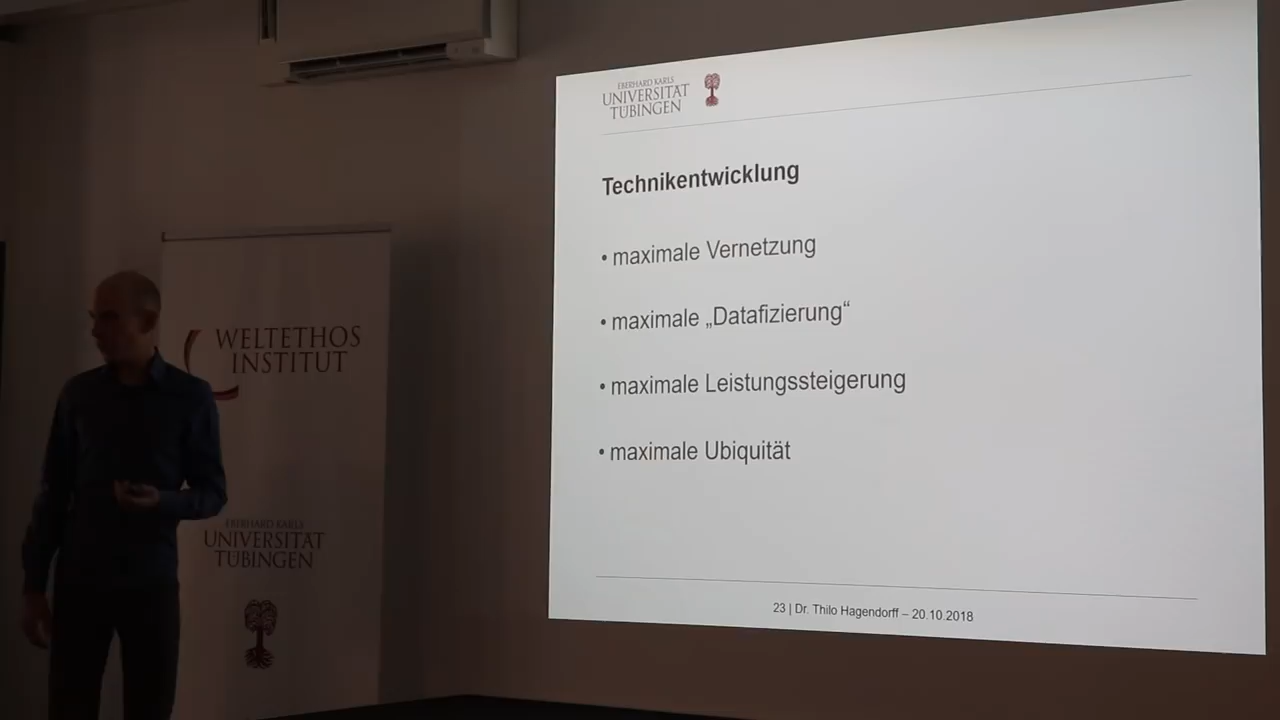 EBERHARD KARLS
UNIVERSITÄT
TÜBINGEN
Technikentwicklung
• maximale Vernetzung
• maximale „Datafizierung“
• maximale Leistungssteigerung
• maximale Ubiquität
23 | Dr. Thilo Hagendorff – 20.10.2018
WELTETHOS
INSTITUT
EBERHARD KARLS
UNIVERSITÄT
TÜBINGEN